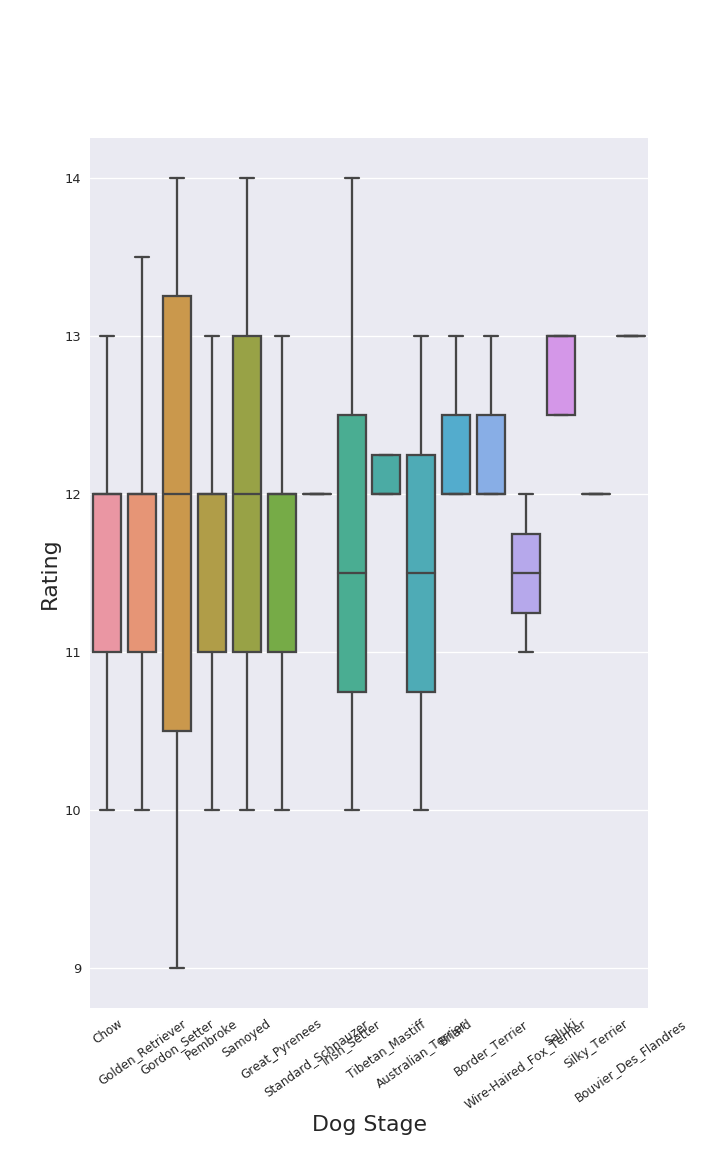 14
13
12
11
10
9
Rating
Chow
Golden_Retriever
Gordon_Setter
Pembroke
Samoyed
Great_Pyrenees
Standard_Schnauzer
Irish_Setter
Tibetan_Mastiff
Australian_Terrier
Briard
Border_Terrier
Wire-Haired_Fox_Terrier
Saluki
Silky_Terrier
Bouvier_Des_Flandres
Dog Stage